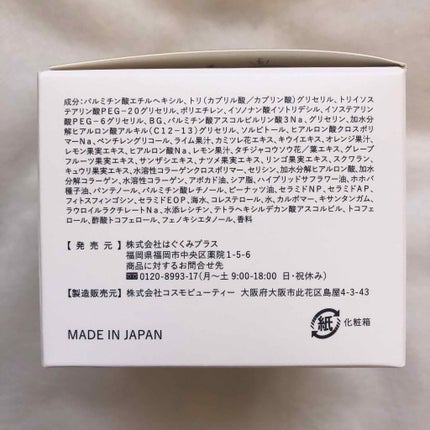 成分:パルミチン酸エチルヘキシル、トリ(カプリル酸/カプリン酸)グリセリル、トリイソス
テアリン酸PEG-20グリセリル、ポリエチレン、イソノナン酸イソトリデシル、イソステアリン
酸PEG-6グリセリル、BG、パルミチン酸アスコルビルリン酸3Na、グリセリン、加水
分解ヒアルロン酸アルキル(C12-13)グリセリル、ソルビトール、ヒアルロン酸クロスポリ
マーNa、ペンチレングリコール、ライム果汁、カミツレ花エキス、キウイエキス、オレンジ果汁、
レモン果実エキス、ヒアルロン酸Na、レモン果汁、タチジャコウソウ花/葉エキス、グレープ
フルーツ果実エキス、サンザシエキス、ナツメ果実エキス、リンゴ果実エキス、スクワラン、
キュウリ果実エキス、水溶性コラーゲンクロスポリマー、セリシン、加水分解ヒアルロン酸、加水
分解コラーゲン、水溶性コラーゲン、アボカド油、シア脂、ハイブリッドサフラワー油、ホホバ
種子油、パンテノール、パルミチン酸レチノール、ピーナッツ油、セラミドNP、セラミドAP、
フィトスフィンゴシン、セラミドEOP、海水、コレステロール、水、カルボマー、キサンタンガム、
ラウロイルラクチレートNa、水添レシチン、テトラヘキシルデカン酸アスコルビル、トコフェ
ロール、酢酸トコフェロール、フェノキシエタノール、香料
【発 売 元】株式会社はぐくみプラス
福岡県福岡市中央区薬院1-5-6
商品に対するお問合せ先
0120-8993-17(月〜土 9:00-18:00 日・祝休み)
【製造販売元】株式会社コスモビューティー 大阪府大阪市此花区島屋4-3-43
MADE IN JAPAN
紙 化粧箱